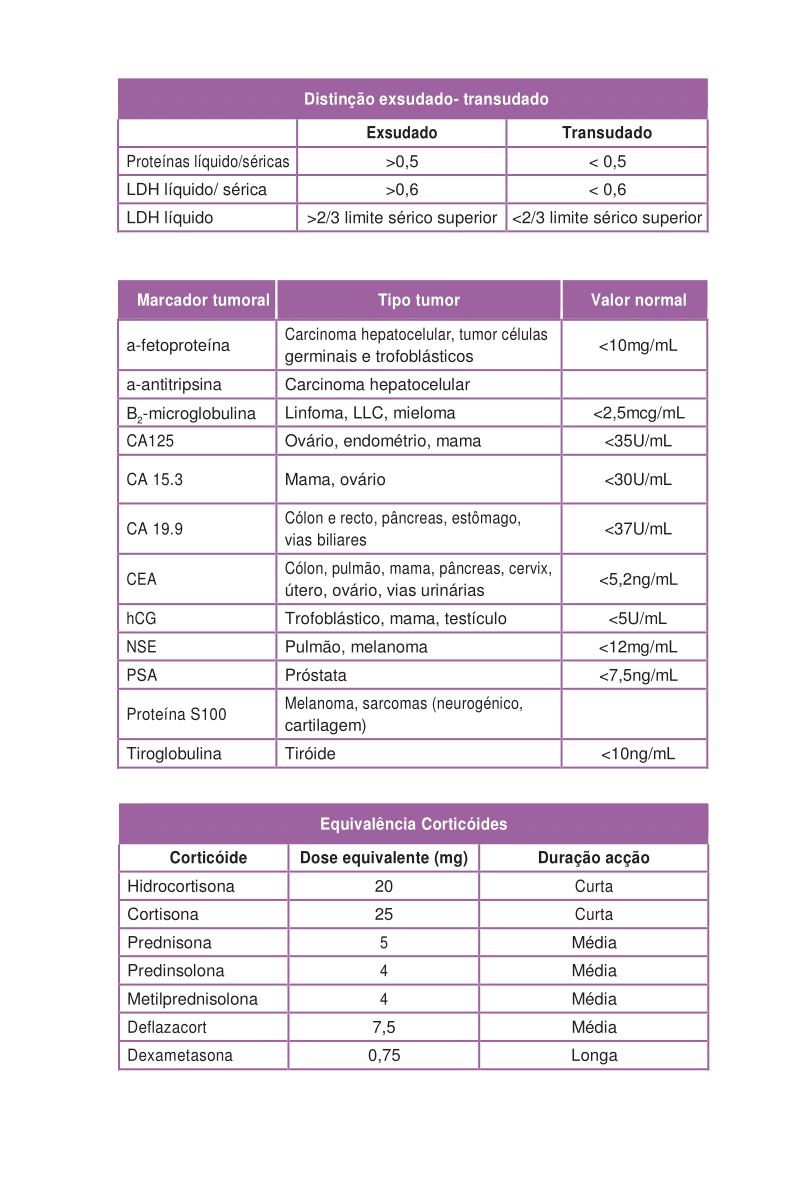 Distinção exsudado- transudado
Exsudado Transudado
Proteínas líquido/séricas >0,5 < 0,5
LDH líquido/ sérica >0,6 < 0,6
LDH líquido >2/3 limite sérico superior <2/3 limite sérico superior
Marcador tumoral Tipo tumor Valor normal
a-fetoproteína Carcinoma hepatocelular, tumor células
germinais e trofoblásticos <10mg/mL
a-antitripsina Carcinoma hepatocelular
B2-microglobulina Linfoma, LLC, mieloma <2,5mcg/mL
CA125 Ovário, endométrio, mama <35U/mL
CA 15.3 Mama, ovário <30U/mL
CA 19.9 Cólon e recto, pâncreas, estômago,
vias biliares <37U/mL
CEA Cólon, pulmão, mama, pâncreas, cervix,
útero, ovário, vias urinárias <5,2ng/mL
hCG Trofoblástico, mama, testículo <5U/mL
NSE Pulmão, melanoma <12mg/mL
PSA Próstata <7,5ng/mL
Proteína S100 Melanoma, sarcomas (neurogénico,
cartilagem)
Tiroglobulina Tiróide <10ng/mL
Equivalência Corticóides
Corticóide Dose equivalente (mg) Duração acção
Hidrocortisona 20 Curta
Cortisona 25 Curta
Prednisona 5 Média
Predinsolona 4 Média
Metilprednisolona 4 Média
Deflazacort 7,5 Média
Dexametasona 0,75 Longa